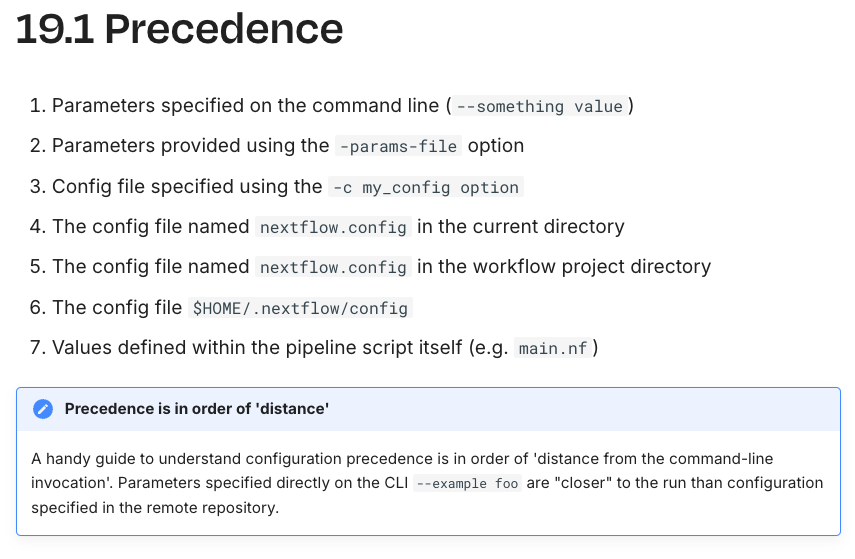 19.1 Precedence
1. Parameters specified on the command line ( --something value )
2. Parameters provided using the -params-file option
3. Config file specified using the -c my_config option
4. The config file named nextflow.config in the current directory
5. The config file named nextflow.config in the workflow project directory
6. The config file $HOME/.nextflow/config
7. Values defined within the pipeline script itself (e.g. main.nf )
Precedence is in order of 'distance'
A handy guide to understand configuration precedence is in order of 'distance from the command-line
invocation'. Parameters specified directly on the CLI --example foo are "closer" to the run than configuration
specified in the remote repository.